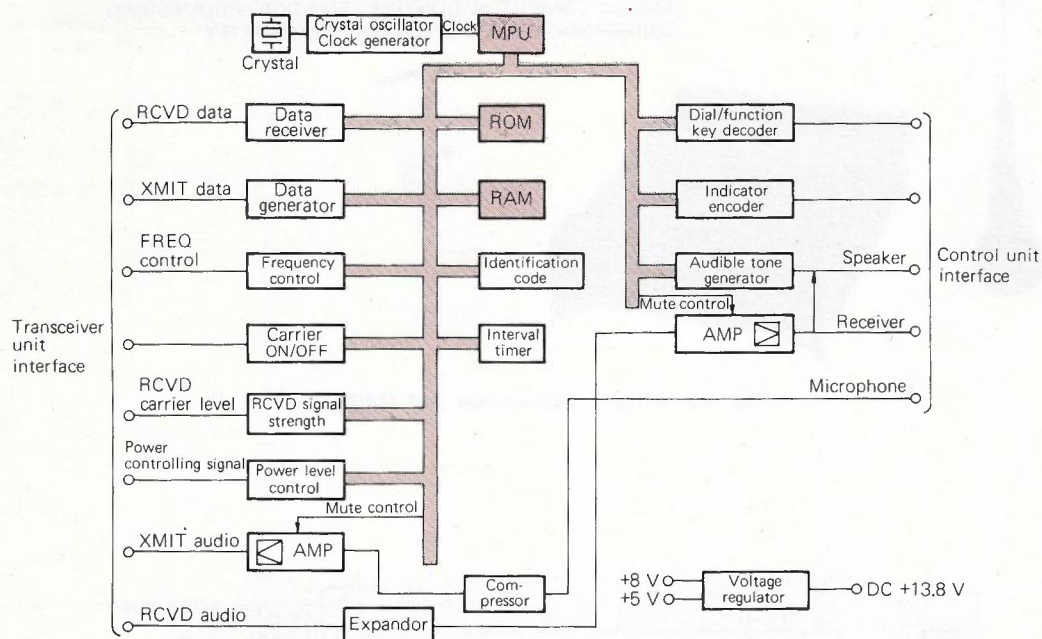 Crystal oscillator
Clock generator
Clock
MPU
Crystal
RCVD data
Data
receiver
ROM
Dial/function
key decoder
XMIT data
Data
generator
RAM
Indicator
encoder
FREQ
control
Frequency
control
Identification
code
Audible tone
generator
Speaker
Control unit
interface
Mute control
Transceiver
unit
interface
Carrier
ON/OFF
Interval
timer
AMP
Receiver
RCVD
carrier level
RCVD signal
strength
Microphone
Power
controlling signal
Power level
control
Mute control
XMIT audio
AMP
Com-
pressor
+8 V
+5 V
Voltage
regulator
DC +13.8 V
RCVD audio
Expandor